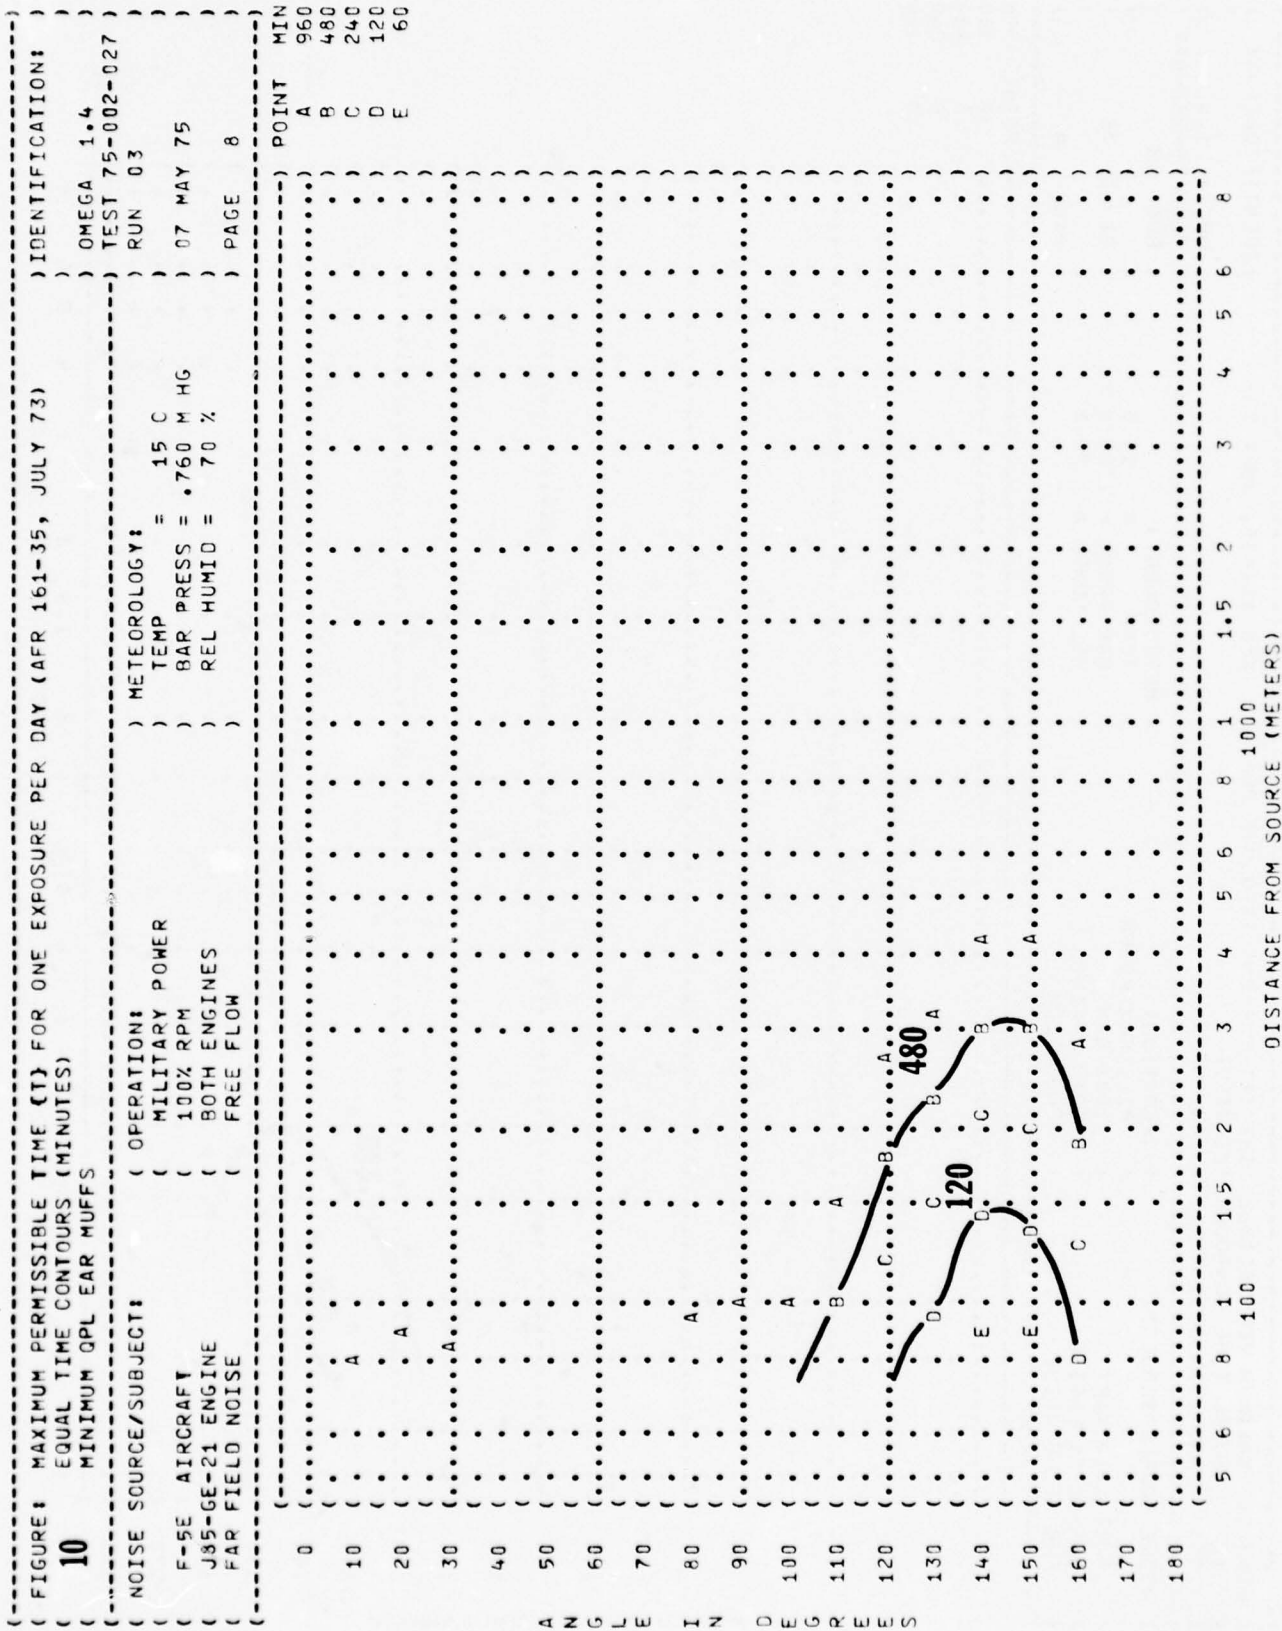 FIGURE: MAXIMUM PERMISSIBLE TIME (T) FOR ONE EXPOSURE PER DAY (AFR 161-35, JULY 73)
10 EQUAL TIME CONTOURS (MINUTES)
MINIMUM QPL EAR MUFFS
IDENTIFICATION:
OMEGA 1.4
TEST 75-002-027
RUN 03
07 MAY 75
PAGE 8
NOISE SOURCE/SUBJECT:
F-5E AIRCRAFT
J85-GE-21 ENGINE
FAR FIELD NOISE
OPERATION:
MILITARY POWER
100% RPM
BOTH ENGINES
FREE FLOW
METEOROLOGY:
TEMP = 15 C
BAR PRESS = .760 M HG
REL HUMID = 70 %
POINT MIN
A 960
B 480
C 240
D 120
E 60
0
10 A
20 A
30 A
40
50
60
70
80 A
90 A
100 A
110 B A
120 C B A
130 D C B A
140 E D C B A
150 E D C B A
160 D C B A
170
180
480
120
ANGLE IN DEGREES
5 6 8 1 1.5 2 3 4 5 6 8 1 1.5 2 3 4 5 6 8
100 1000
DISTANCE FROM SOURCE (METERS)